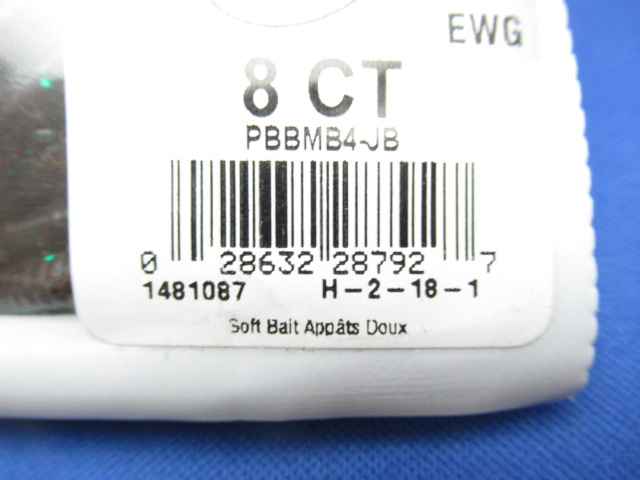 EWG
8 CT
PBBMB4-JB
0 28632 28792 7
1481087 H-2-18-1
Soft Bait Appâts Doux